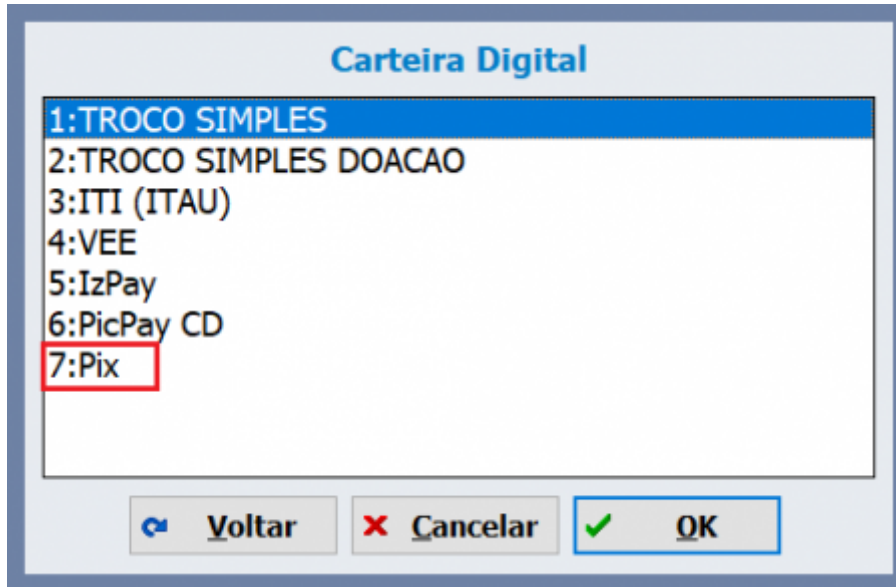 Carteira Digital
1:TROCO SIMPLES
2:TROCO SIMPLES DOACAO
3:ITI (ITAU)
4:VEE
5:IzPay
6:PicPay CD
7:Pix
Voltar Cancelar OK